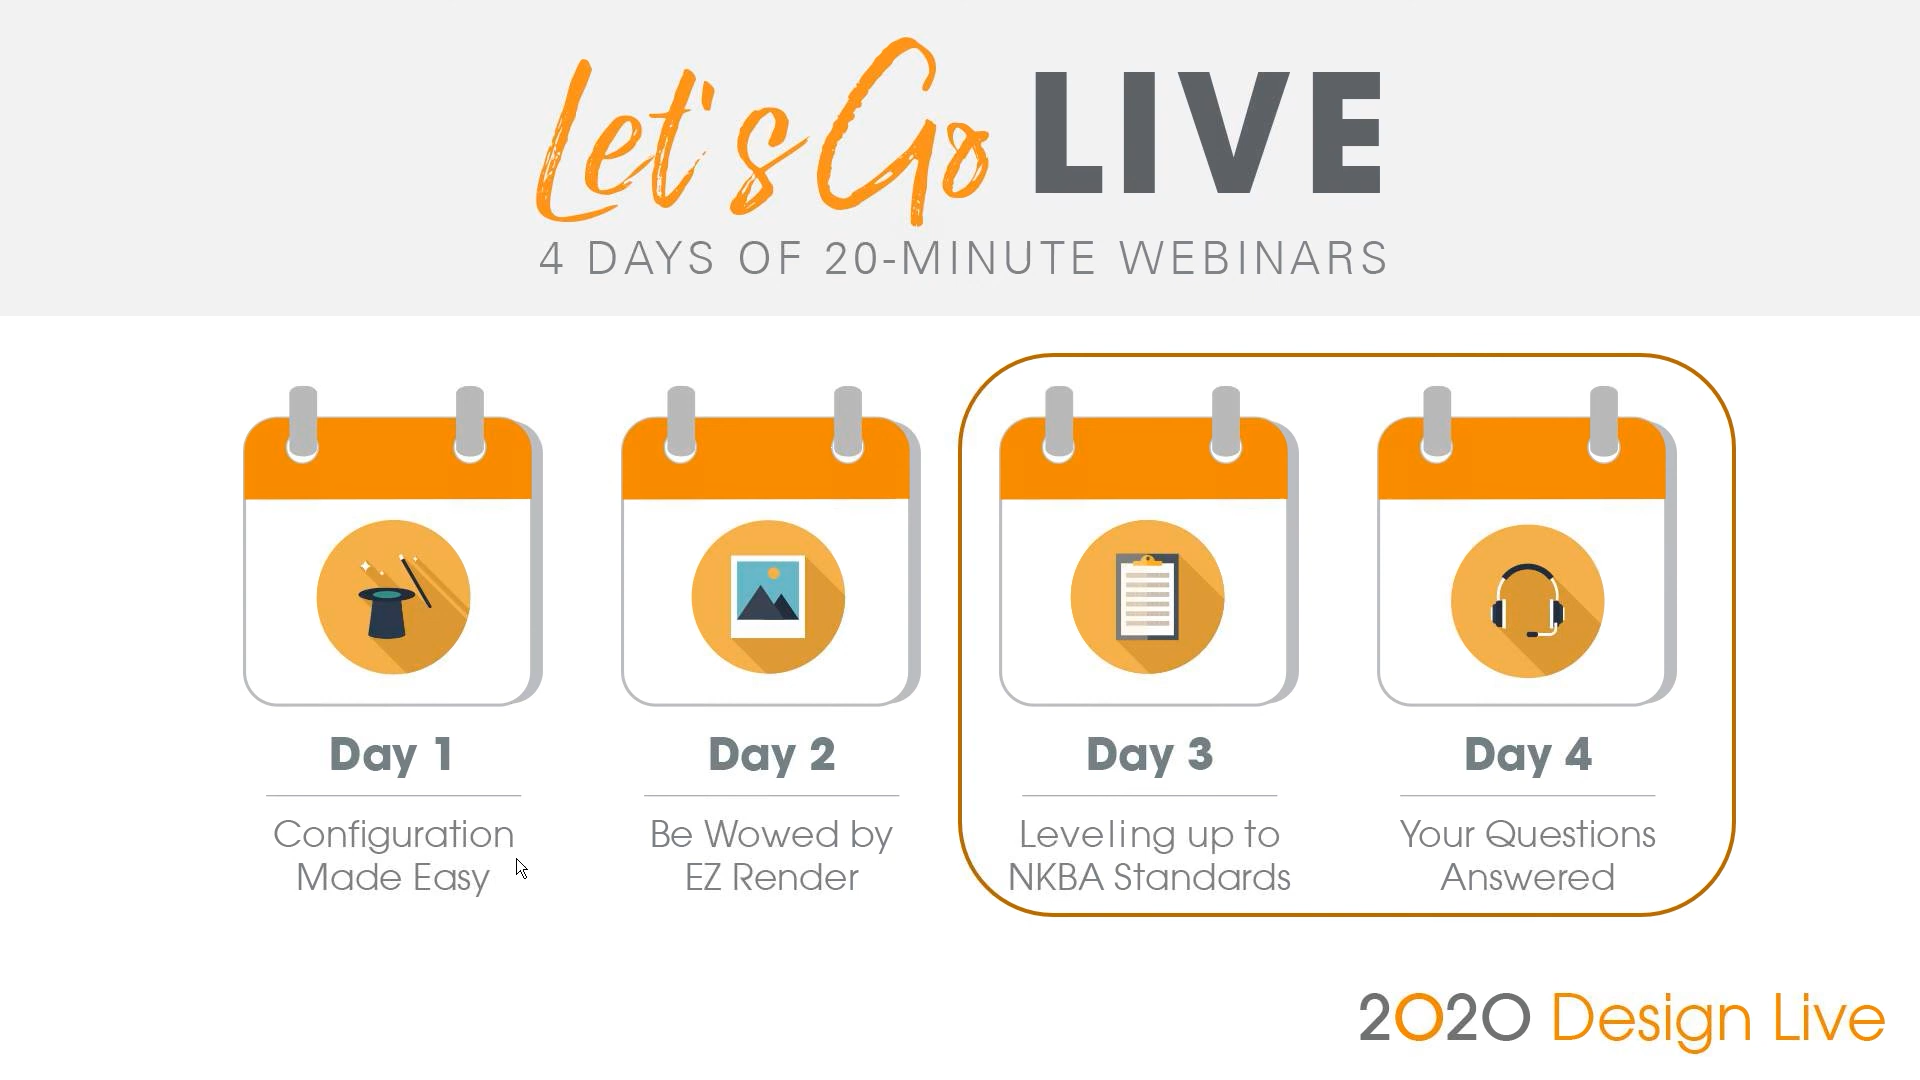 Let's Go LIVE
4 DAYS OF 20-MINUTE WEBINARS
Day 1
Configuration
Made Easy
Day 2
Be Wowed by
EZ Render
Day 3
Leveling up to
NKBA Standards
Day 4
Your Questions
Answered
2020 Design Live